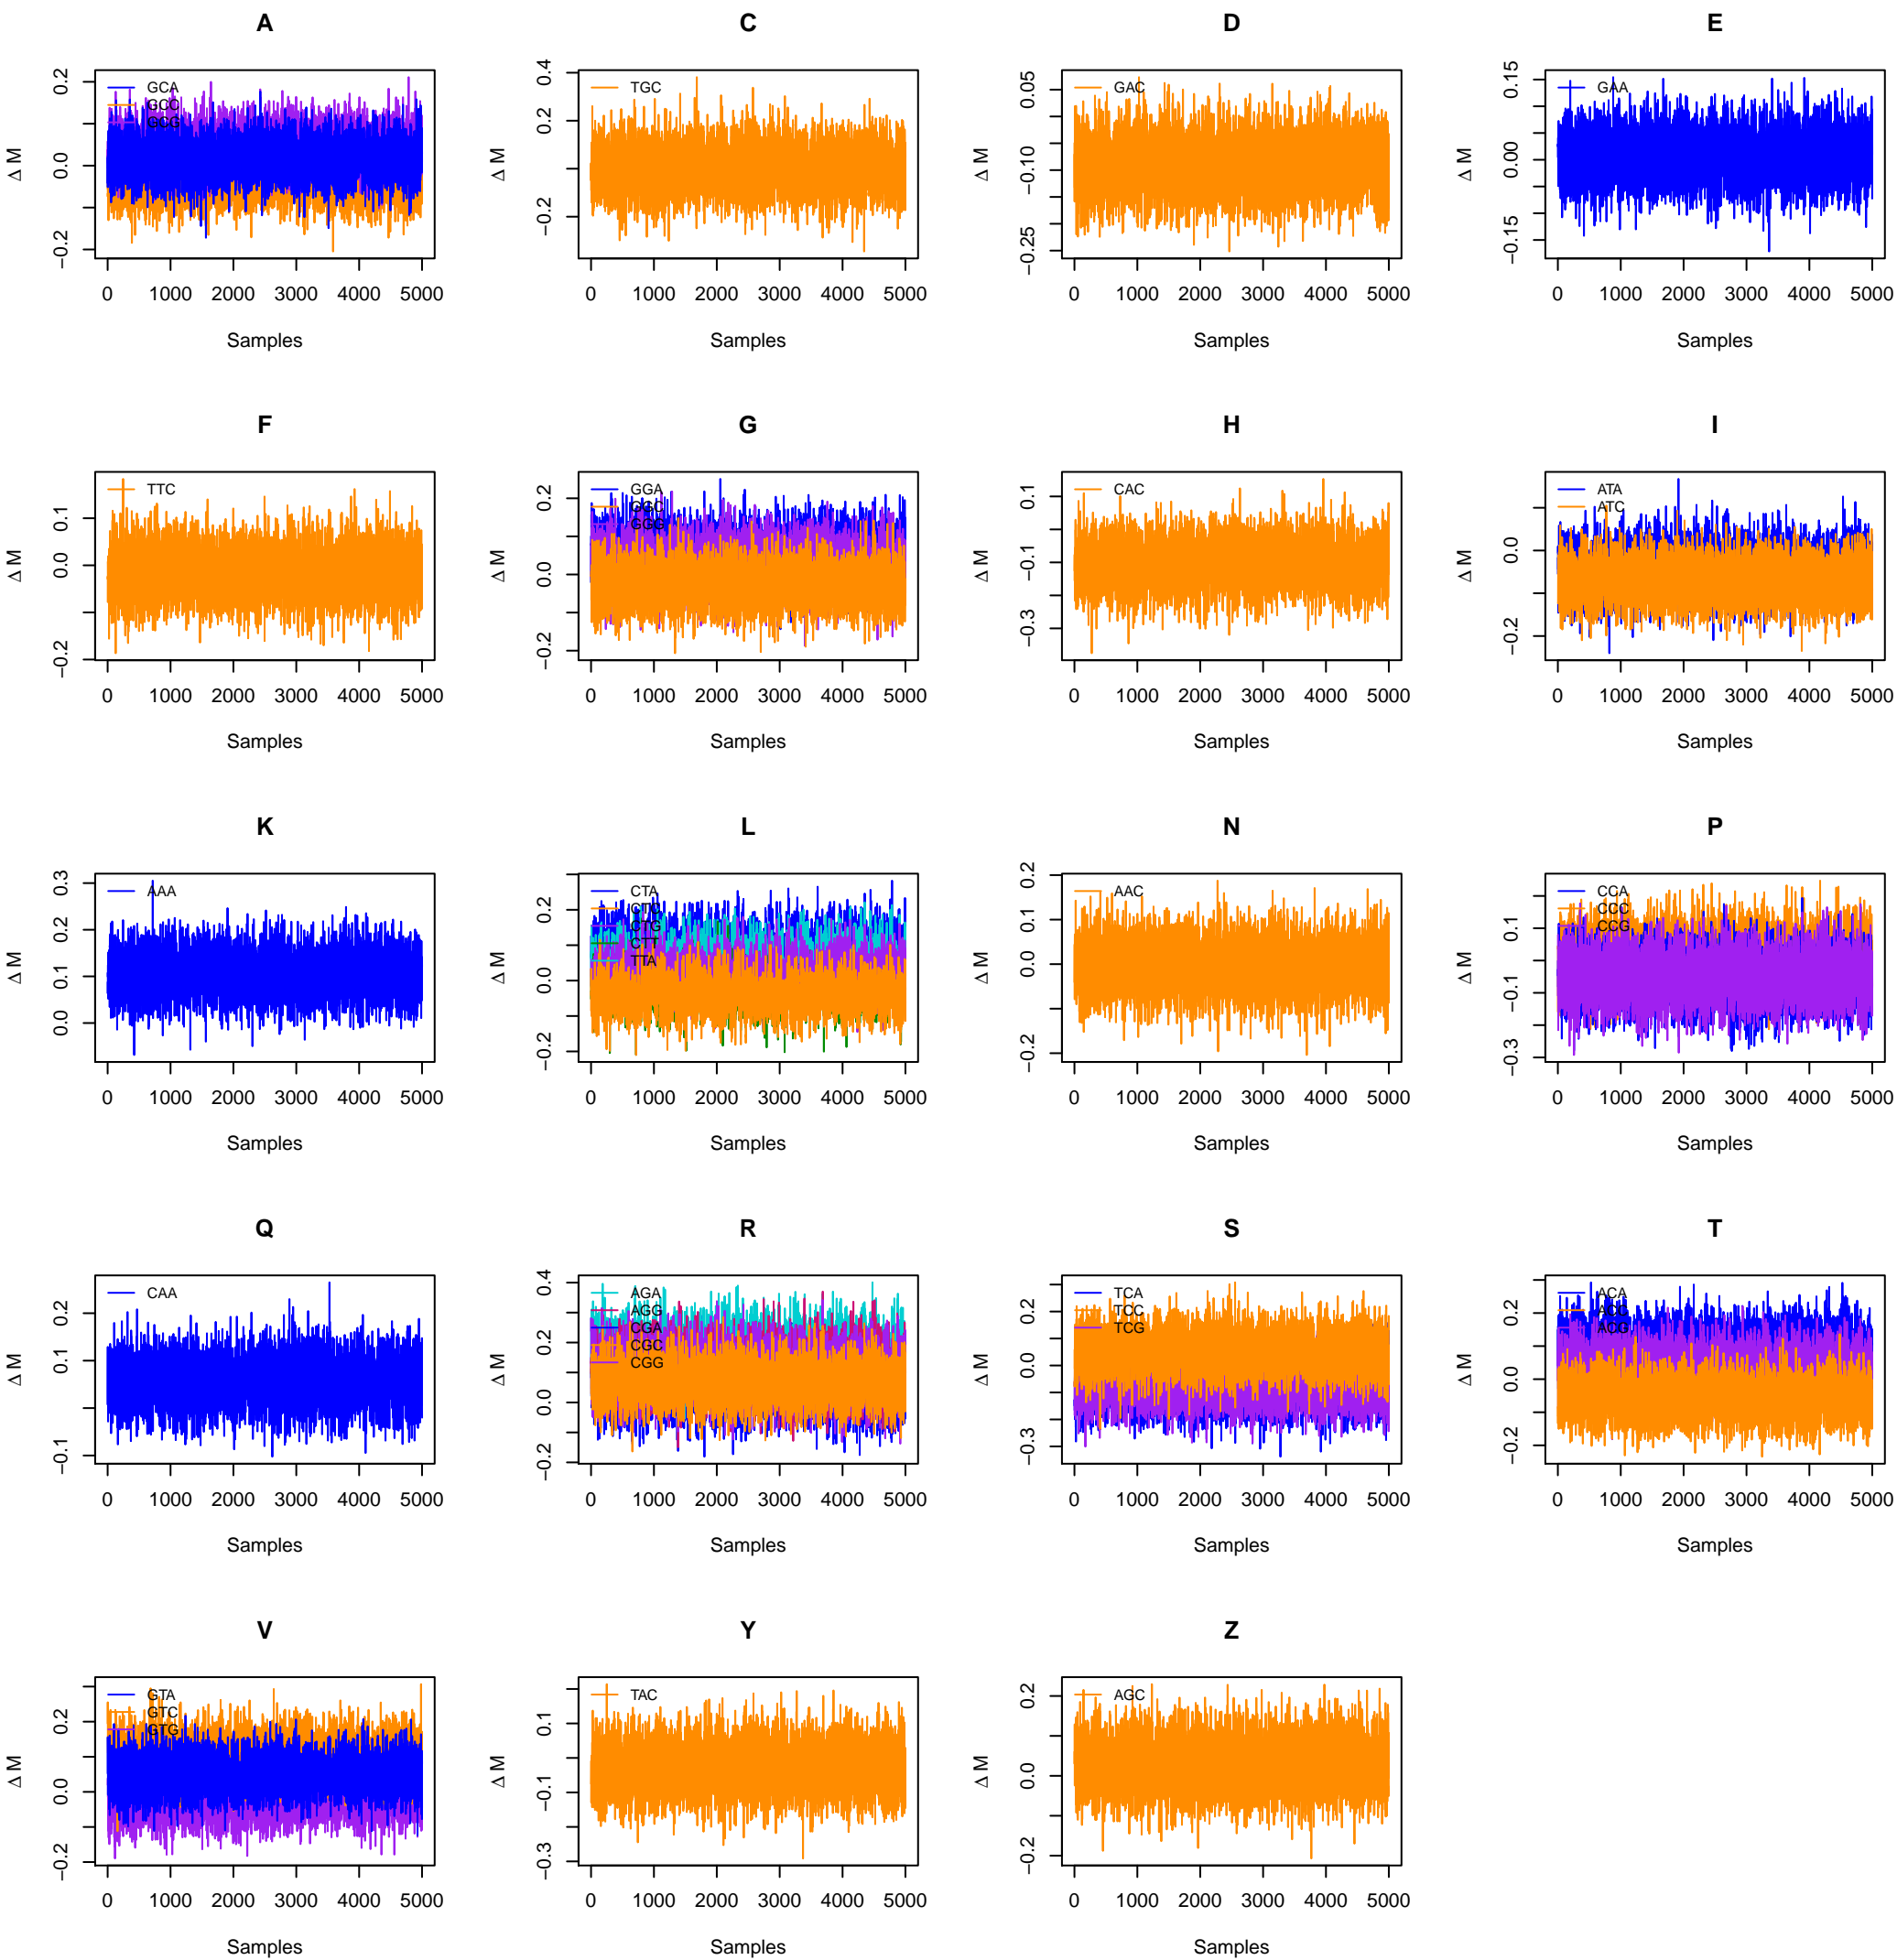 A
GCA
GCC
GCG
Δ M
0.2
0.0
−0.2
0 1000 2000 3000 4000 5000
Samples
C
TGC
Δ M
0.4
0.2
−0.2
0 1000 2000 3000 4000 5000
Samples
D
GAC
Δ M
0.05
−0.10
−0.25
0 1000 2000 3000 4000 5000
Samples
E
GAA
Δ M
0.15
0.00
−0.15
0 1000 2000 3000 4000 5000
Samples
F
TTC
Δ M
0.1
0.0
−0.2
0 1000 2000 3000 4000 5000
Samples
G
GGA
GGC
GGG
Δ M
0.2
0.0
−0.2
0 1000 2000 3000 4000 5000
Samples
H
CAC
Δ M
0.1
−0.1
−0.3
0 1000 2000 3000 4000 5000
Samples
I
ATA
ATC
Δ M
0.0
−0.2
0 1000 2000 3000 4000 5000
Samples
K
AAA
Δ M
0.3
0.2
0.1
0.0
0 1000 2000 3000 4000 5000
Samples
L
CTA
CTC
CTG
CTT
TTA
Δ M
0.2
0.0
−0.2
0 1000 2000 3000 4000 5000
Samples
N
AAC
Δ M
0.2
0.1
0.0
−0.2
0 1000 2000 3000 4000 5000
Samples
P
CCA
CCC
CCG
Δ M
0.1
−0.1
−0.3
0 1000 2000 3000 4000 5000
Samples
Q
CAA
Δ M
0.2
0.1
−0.1
0 1000 2000 3000 4000 5000
Samples
R
AGA
AGG
CGA
CGC
CGG
Δ M
0.4
0.2
0.0
−0.2
0 1000 2000 3000 4000 5000
Samples
S
TCA
TCC
TCG
Δ M
0.2
0.0
−0.3
0 1000 2000 3000 4000 5000
Samples
T
ACA
ACC
ACG
Δ M
0.2
0.0
−0.2
0 1000 2000 3000 4000 5000
Samples
V
GTA
GTC
GTG
Δ M
0.2
0.0
−0.2
0 1000 2000 3000 4000 5000
Samples
Y
TAC
Δ M
0.1
−0.1
−0.3
0 1000 2000 3000 4000 5000
Samples
Z
AGC
Δ M
0.2
0.0
−0.2
0 1000 2000 3000 4000 5000
Samples